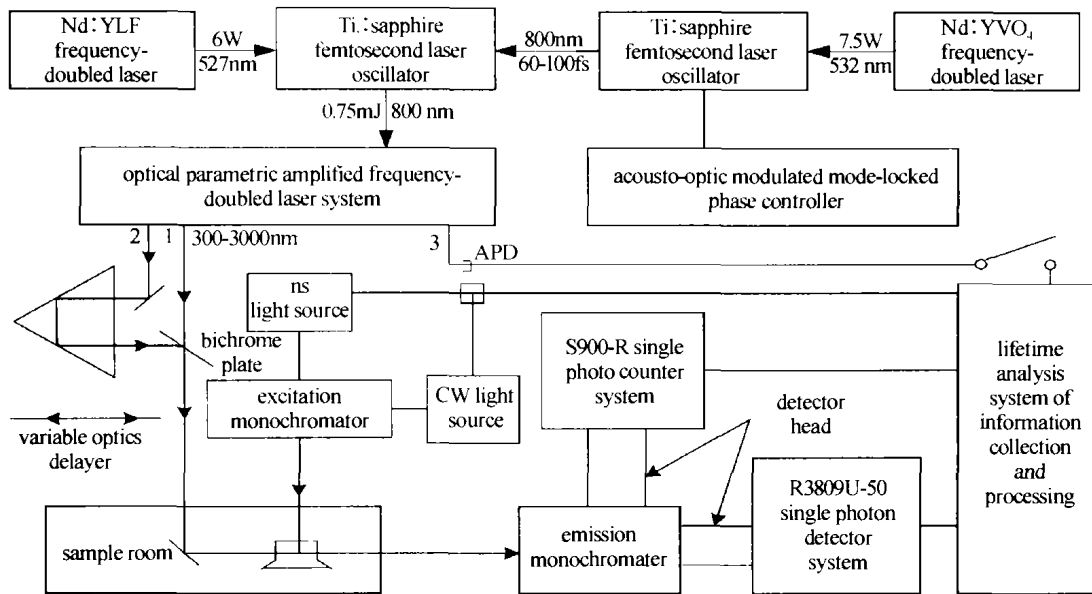 Nd:YLF
frequency-
doubled laser
6W
527nm
Ti:sapphire
femtosecond laser
oscillator
800nm
60-100fs
Ti:sapphire
femtosecond laser
oscillator
7.5W
532 nm
Nd:YVO4
frequency-
doubled laser
0.75mJ 800 nm
optical parametric amplified frequency-
doubled laser system
acousto-optic modulated mode-locked
phase controller
2 1 300-3000nm
3
APD
ns
light source
bichrome
plate
S900-R single
photo counter
system
lifetime
analysis
system of
information
collection
and
processing
excitation
monochromator
CW light
source
variable optics
delayer
detector
head
R3809U-50
single photon
detector
system
sample room
emission
monochromater